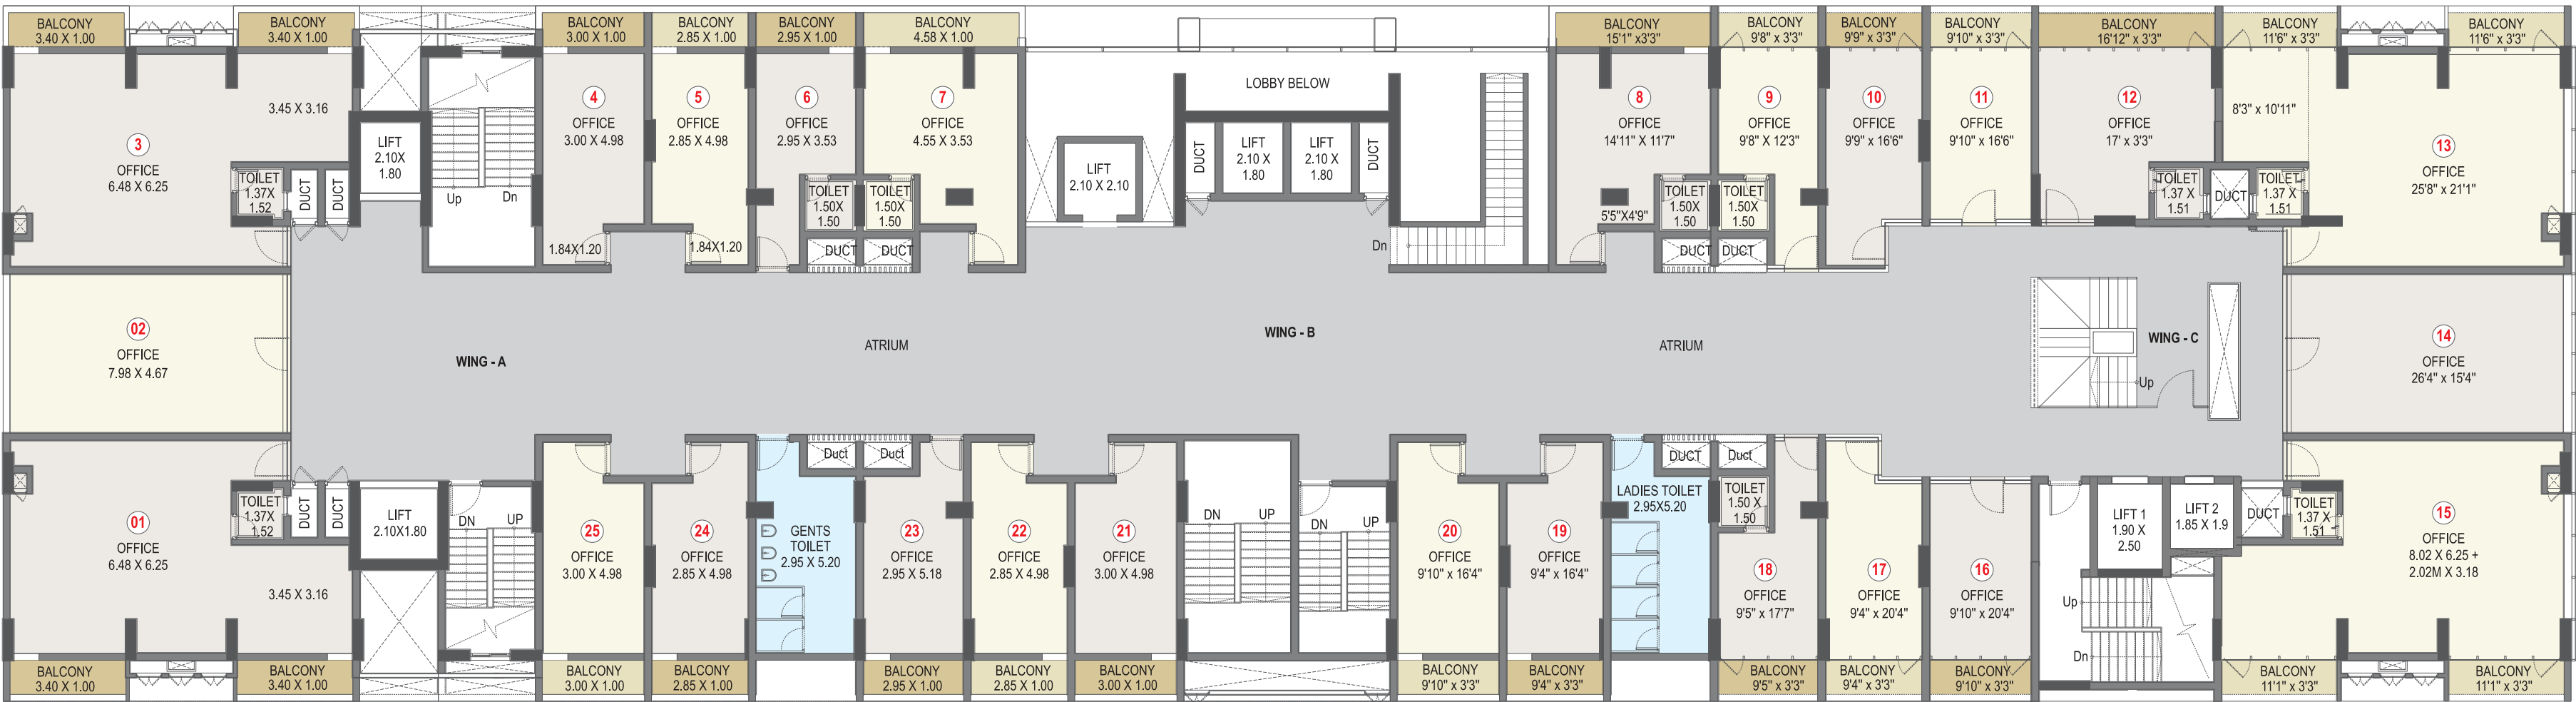 BALCONY
3.40 X 1.00
BALCONY
3.40 X 1.00
BALCONY
3.00 X 1.00
BALCONY
2.85 X 1.00
BALCONY
2.95 X 1.00
BALCONY
4.58 X 1.00
BALCONY
15'1" x3'3"
BALCONY
9'8" x 3'3"
BALCONY
9'9" x 3'3"
BALCONY
9'10" x 3'3"
BALCONY
16'12" x 3'3"
BALCONY
11'6" x 3'3"
BALCONY
11'6" x 3'3"
3
OFFICE
6.48 X 6.25
3.45 X 3.16
TOILET
1.37X
1.52
DUCT
DUCT
LIFT
2.10X
1.80
Up
Dn
4
OFFICE
3.00 X 4.98
1.84X1.20
5
OFFICE
2.85 X 4.98
1.84X1.20
6
OFFICE
2.95 X 3.53
TOILET
1.50X
1.50
DUCT
7
OFFICE
4.55 X 3.53
TOILET
1.50X
1.50
DUCT
LOBBY BELOW
LIFT
2.10 X 2.10
DUCT
LIFT
2.10 X
1.80
LIFT
2.10 X
1.80
DUCT
Dn
8
OFFICE
14'11" X 11'7"
5'5"X4'9"
TOILET
1.50X
1.50
DUCT
9
OFFICE
9'8" X 12'3"
TOILET
1.50X
1.50
DUCT
10
OFFICE
9'9" x 16'6"
11
OFFICE
9'10" x 16'6"
12
OFFICE
17' x 3'3"
TOILET
1.37 X
1.51
DUCT
TOILET
1.37 X
1.51
8'3" x 10'11"
13
OFFICE
25'8" x 21'1"
02
OFFICE
7.98 X 4.67
WING - A
ATRIUM
WING - B
ATRIUM
WING - C
Up
14
OFFICE
26'4" x 15'4"
01
OFFICE
6.48 X 6.25
3.45 X 3.16
TOILET
1.37X
1.52
DUCT
DUCT
LIFT
2.10X1.80
DN
UP
25
OFFICE
3.00 X 4.98
24
OFFICE
2.85 X 4.98
GENTS
TOILET
2.95 X 5.20
Duct
Duct
23
OFFICE
2.95 X 5.18
22
OFFICE
2.85 X 4.98
21
OFFICE
3.00 X 4.98
DN
UP
DN
UP
20
OFFICE
9'10" x 16'4"
19
OFFICE
9'4" x 16'4"
LADIES TOILET
2.95X5.20
DUCT
Duct
TOILET
1.50 X
1.50
18
OFFICE
9'5" x 17'7"
17
OFFICE
9'4" x 20'4"
16
OFFICE
9'10" x 20'4"
LIFT 1
1.90 X
2.50
LIFT 2
1.85 X 1.9
DUCT
TOILET
1.37 X
1.51
Up
Dn
15
OFFICE
8.02 X 6.25 +
2.02M X 3.18
BALCONY
3.40 X 1.00
BALCONY
3.40 X 1.00
BALCONY
3.00 X 1.00
BALCONY
2.85 X 1.00
BALCONY
2.95 X 1.00
BALCONY
2.85 X 1.00
BALCONY
3.00 X 1.00
BALCONY
9'10" x 3'3"
BALCONY
9'4" x 3'3"
BALCONY
9'5" x 3'3"
BALCONY
9'4" x 3'3"
BALCONY
9'10" x 3'3"
BALCONY
11'1" x 3'3"
BALCONY
11'1" x 3'3"